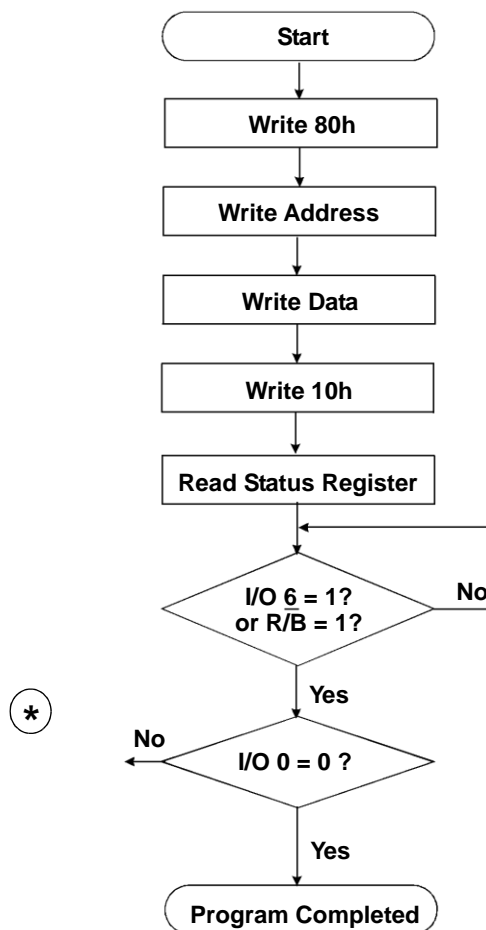 Start
Write 80h
Write Address
Write Data
Write 10h
Read Status Register
I/O 6 = 1?
or R/B = 1?
No
Yes
*
No
I/O 0 = 0 ?
Yes
Program Completed